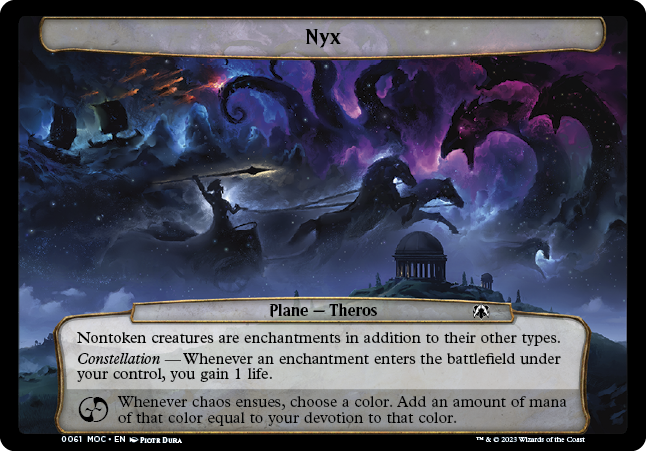 Nyx
Plane — Theros
Nontoken creatures are enchantments in addition to their other types.
Constellation — Whenever an enchantment enters the battlefield under
your control, you gain 1 life.
Whenever chaos ensues, choose a color. Add an amount of mana
of that color equal to your devotion to that color.
0061 MOC • EN Piotr Dura
™ & © 2023 Wizards of the Coast